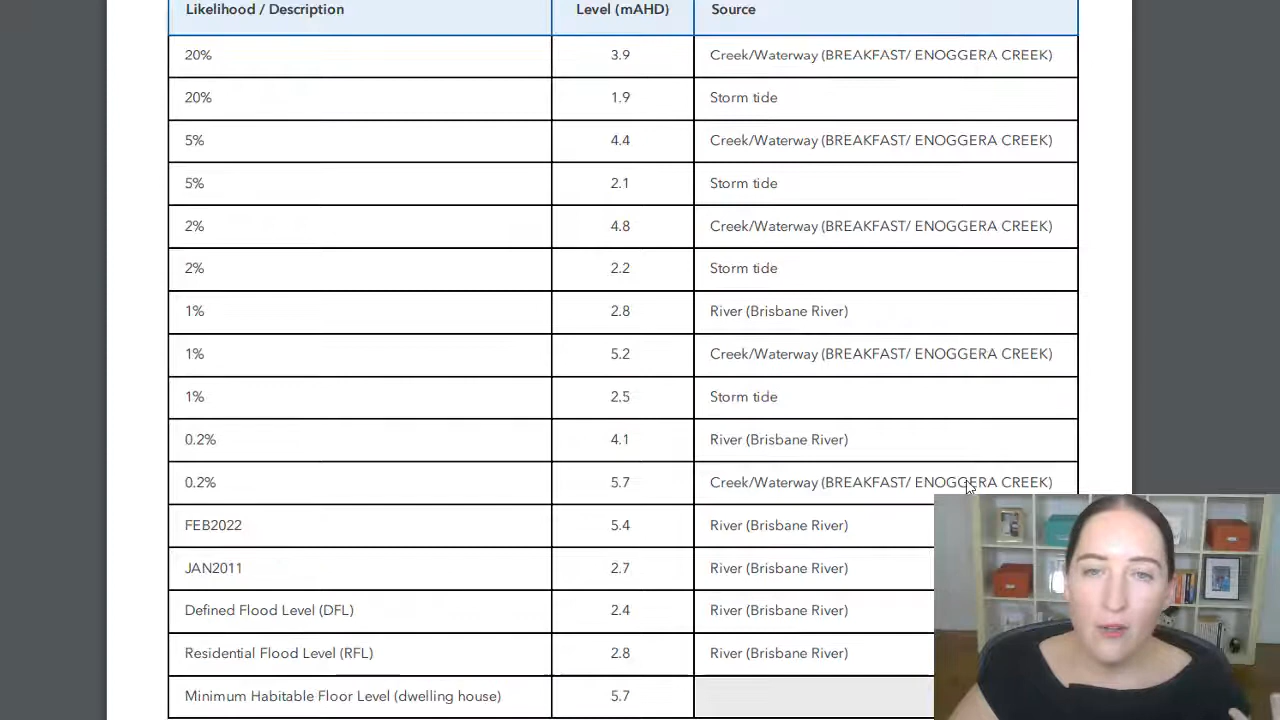 Likelihood / Description Level (mAHD) Source
20% 3.9 Creek/Waterway (BREAKFAST/ ENOGGERA CREEK)
20% 1.9 Storm tide
5% 4.4 Creek/Waterway (BREAKFAST/ ENOGGERA CREEK)
5% 2.1 Storm tide
2% 4.8 Creek/Waterway (BREAKFAST/ ENOGGERA CREEK)
2% 2.2 Storm tide
1% 2.8 River (Brisbane River)
1% 5.2 Creek/Waterway (BREAKFAST/ ENOGGERA CREEK)
1% 2.5 Storm tide
0.2% 4.1 River (Brisbane River)
0.2% 5.7 Creek/Waterway (BREAKFAST/ ENOGGERA CREEK)
FEB2022 5.4 River (Brisbane River)
JAN2011 2.7 River (Brisbane River)
Defined Flood Level (DFL) 2.4 River (Brisbane River)
Residential Flood Level (RFL) 2.8 River (Brisbane River)
Minimum Habitable Floor Level (dwelling house) 5.7